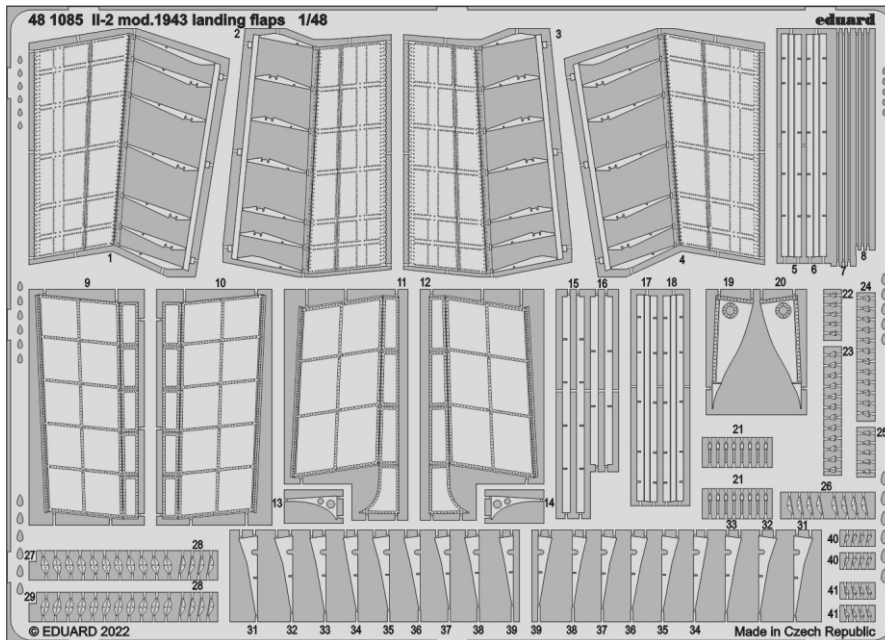 48 1085 Il-2 mod.1943 landing flaps 1/48 eduard
2 3
1 4 5 6 7 8
9 10 11 12 15 16 17 18 19 20 22 24
23
21 25
13 14 21 26
33 32 31
27 28 40
40
29 28 41
41
31 32 33 34 35 36 37 38 39 39 38 37 36 35 34
© EDUARD 2022 Made in Czech Republic